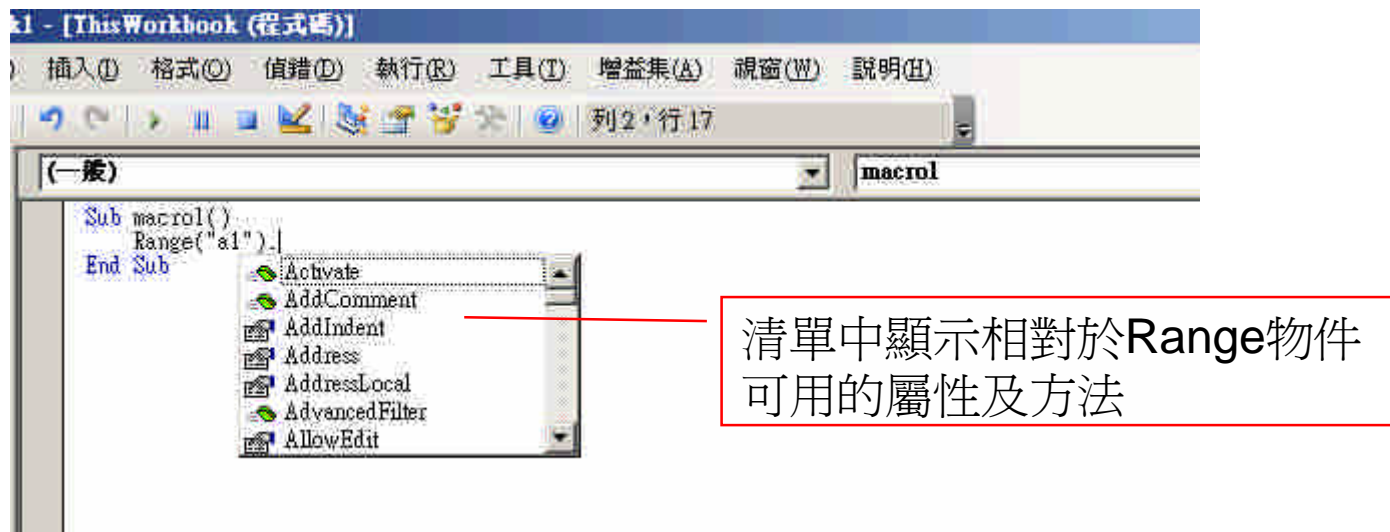 k1 - [ThisWorkbook (程式碼)]
) 插入(I) 格式(O) 偵錯(D) 執行(R) 工具(T) 增益集(A) 視窗(W) 説明(H)
列 2，行 17
(一般) macro1
Sub macro1()
Range("a1").
End Sub
Activate
AddComment
AddIndent
Address
AddressLocal
AdvancedFilter
AllowEdit
清單中顯示相對於Range物件
可用的屬性及方法